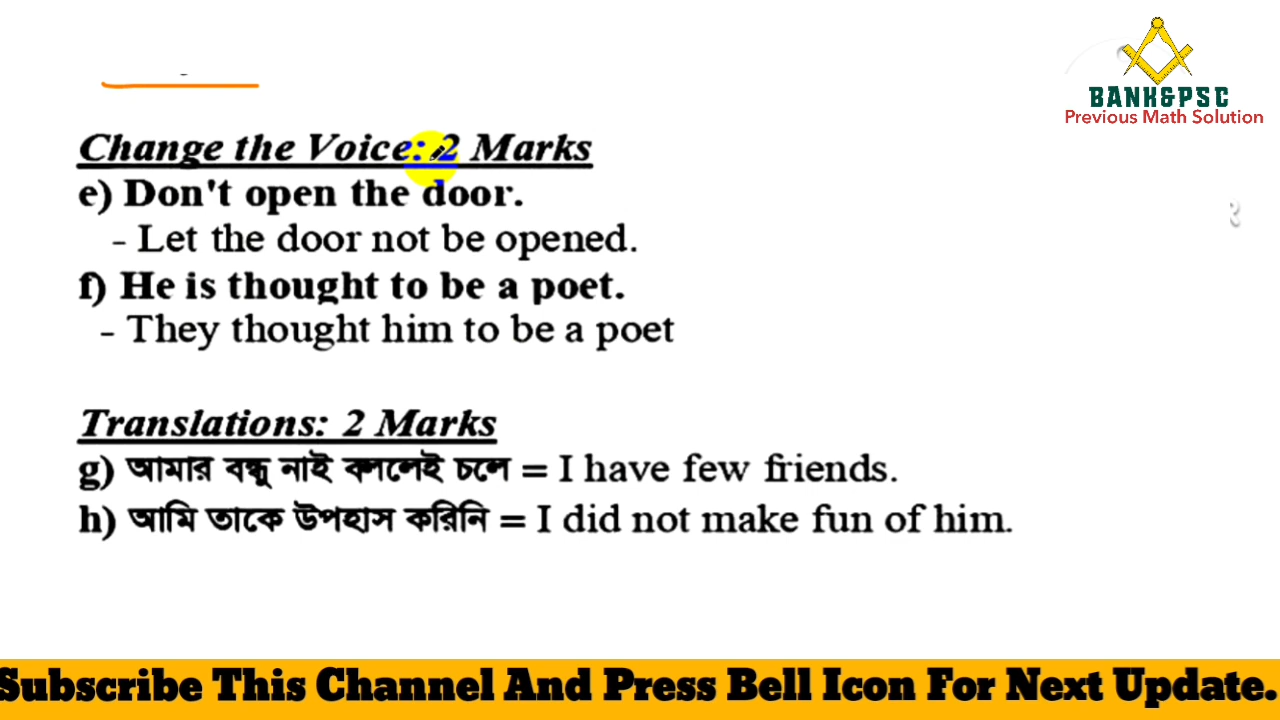 BANK&PSC
Previous Math Solution
Change the Voice: 2 Marks
e) Don't open the door.
- Let the door not be opened.
f) He is thought to be a poet.
- They thought him to be a poet
Translations: 2 Marks
g) আমার বন্ধু নাই বললেই চলে = I have few friends.
h) আমি তাকে উপহাস করিনি = I did not make fun of him.
Subscribe This Channel And Press Bell Icon For Next Update.